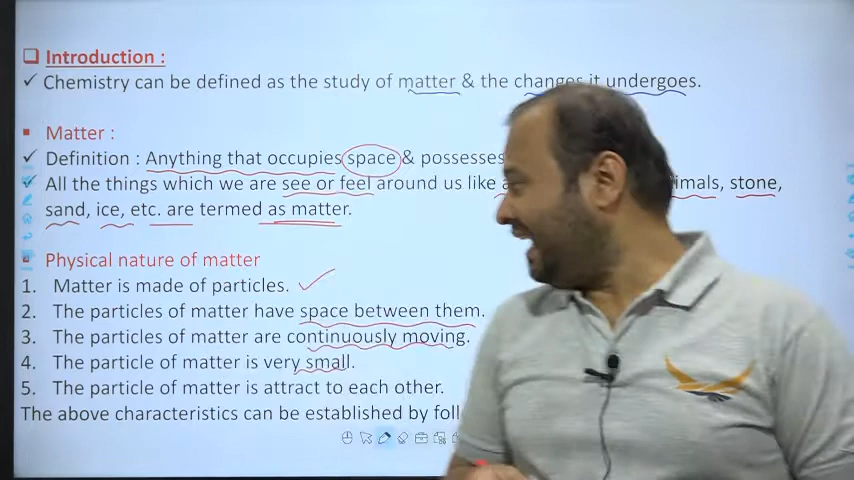 Introduction :
✓ Chemistry can be defined as the study of matter & the changes it undergoes.
▪ Matter :
✓ Definition : Anything that occupies space & possesses
✓ All the things which we are see or feel around us like stone,
sand, ice, etc. are termed as matter.
▪ Physical nature of matter
1. Matter is made of particles.
2. The particles of matter have space between them.
3. The particles of matter are continuously moving.
4. The particle of matter is very small.
5. The particle of matter is attract to each other.
The above characteristics can be established by